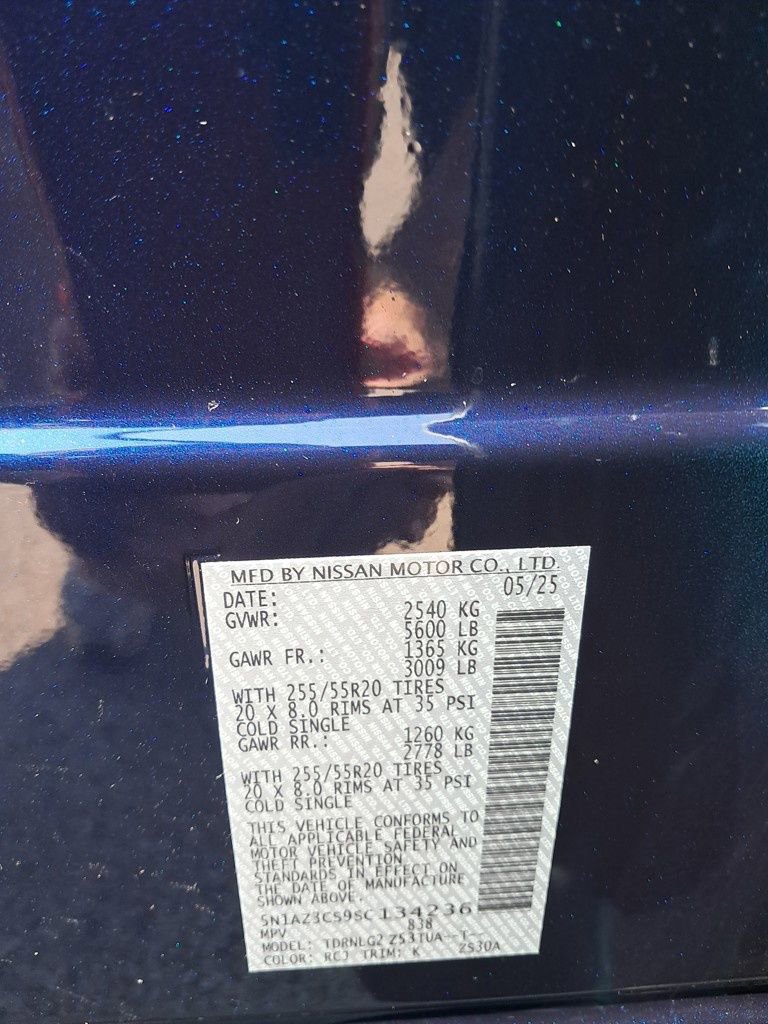 MFD BY NISSAN MOTOR CO., LTD.
DATE: 05/25
GVWR: 2540 KG
5600 LB
GAWR FR.: 1365 KG
3009 LB
WITH 255/55R20 TIRES
20 X 8.0 RIMS AT 35 PSI
COLD SINGLE
GAWR RR.: 1260 KG
2778 LB
WITH 255/55R20 TIRES
20 X 8.0 RIMS AT 35 PSI
COLD SINGLE
THIS VEHICLE CONFORMS TO
ALL APPLICABLE FEDERAL
MOTOR VEHICLE SAFETY AND
THEFT PREVENTION
STANDARDS IN EFFECT ON
THE DATE OF MANUFACTURE
SHOWN ABOVE.
5N1AZ3CS9SC134236
MPV 838
MODEL: TDRNLG2 Z53TUA--T--
COLOR: RCJ TRIM: K ZS30A